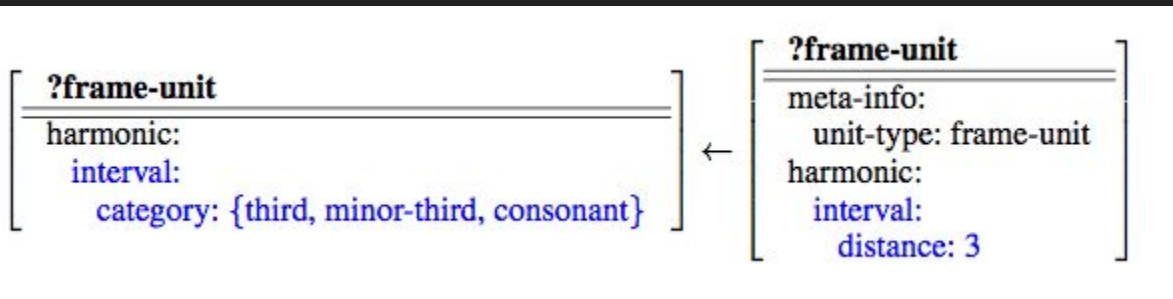 ?frame-unit
harmonic:
interval:
category: {third, minor-third, consonant}
←
?frame-unit
meta-info:
unit-type: frame-unit
harmonic:
interval:
distance: 3